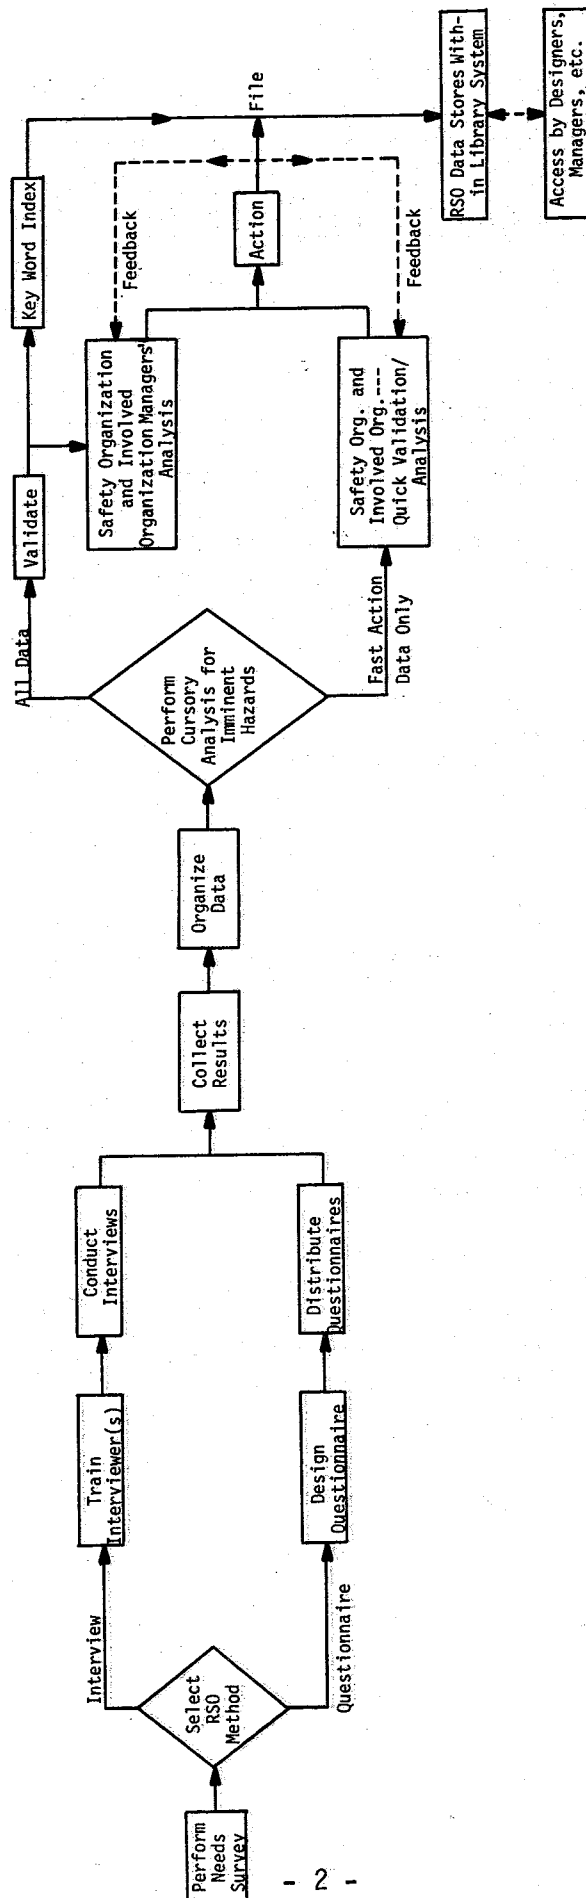 Perform
Needs
Survey
Select
RSO
Method
Interview
Questionnaire
Train
Interviewer(s)
Conduct
Interviews
Design
Questionnaire
Distribute
Questionnaires
Collect
Results
Organize
Data
Perform
Cursory
Analysis for
Imminent
Hazards
All Data
Validate
Key Word Index
Safety Organization
and Involved
Organization Managers'
Analysis
Feedback
Fast Action
Data Only
Safety Org. and
Involved Org.---
Quick Validation/
Analysis
Feedback
Action
File
RSO Data Stores With-
in Library System
Access by Designers,
Managers, etc.
- 2 -